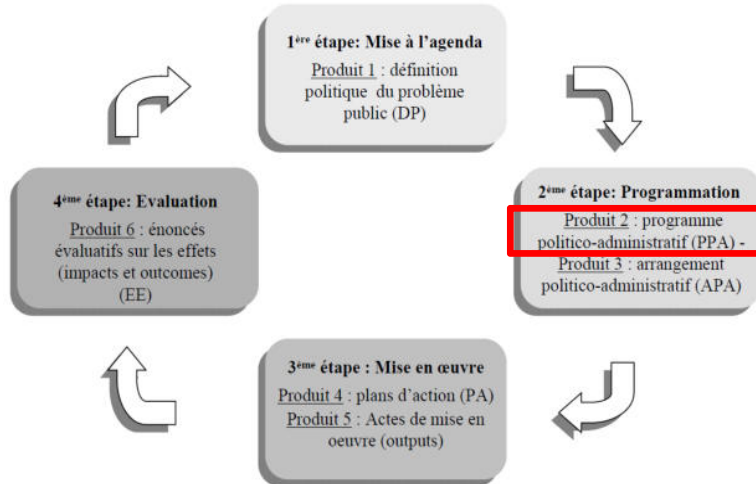 1ère étape: Mise à l'agenda
Produit 1 : définition
politique du problème
public (DP)
2ème étape: Programmation
Produit 2 : programme
politico-administratif (PPA) -
Produit 3 : arrangement
politico-administratif (APA)
3ème étape : Mise en œuvre
Produit 4 : plans d'action (PA)
Produit 5 : Actes de mise en
oeuvre (outputs)
4ème étape: Evaluation
Produit 6 : énoncés
évaluatifs sur les effets
(impacts et outcomes)
(EE)